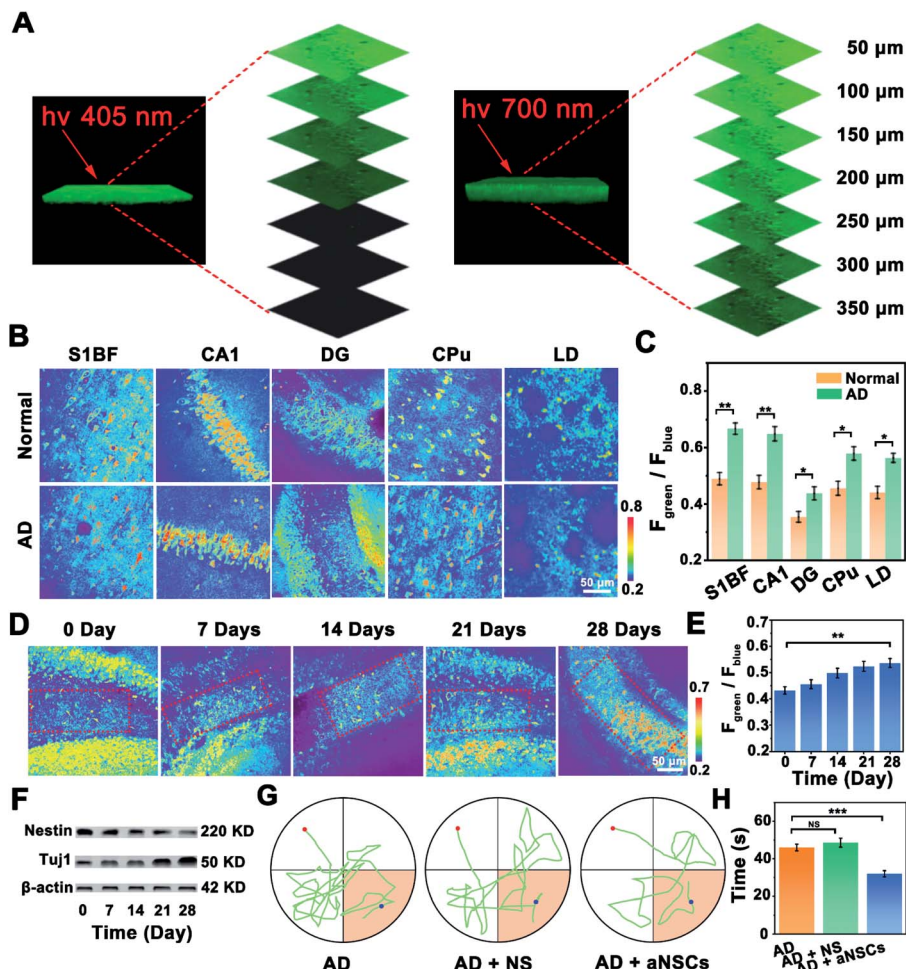 A
hv 405 nm
hv 700 nm
50 µm
100 µm
150 µm
200 µm
250 µm
300 µm
350 µm
B
S1BF CA1 DG CPu LD
Normal
AD
0.8
0.2
50 µm
C
Normal
AD
F green / F blue
0.8
0.6
0.4
0.2
** ** * * *
S1BF CA1 DG CPu LD
D
0 Day 7 Days 14 Days 21 Days 28 Days
0.7
0.2
50 µm
E
F green / F blue
0.7
0.6
0.5
0.4
0.3
0.2
**
0 7 14 21 28
Time (Day)
F
Nestin 220 KD
Tuj1 50 KD
β-actin 42 KD
0 7 14 21 28
Time (Day)
G
AD AD + NS AD + aNSCs
H
Time (s)
60
40
20
0
***
NS
AD
AD + NS
AD + aNSCs